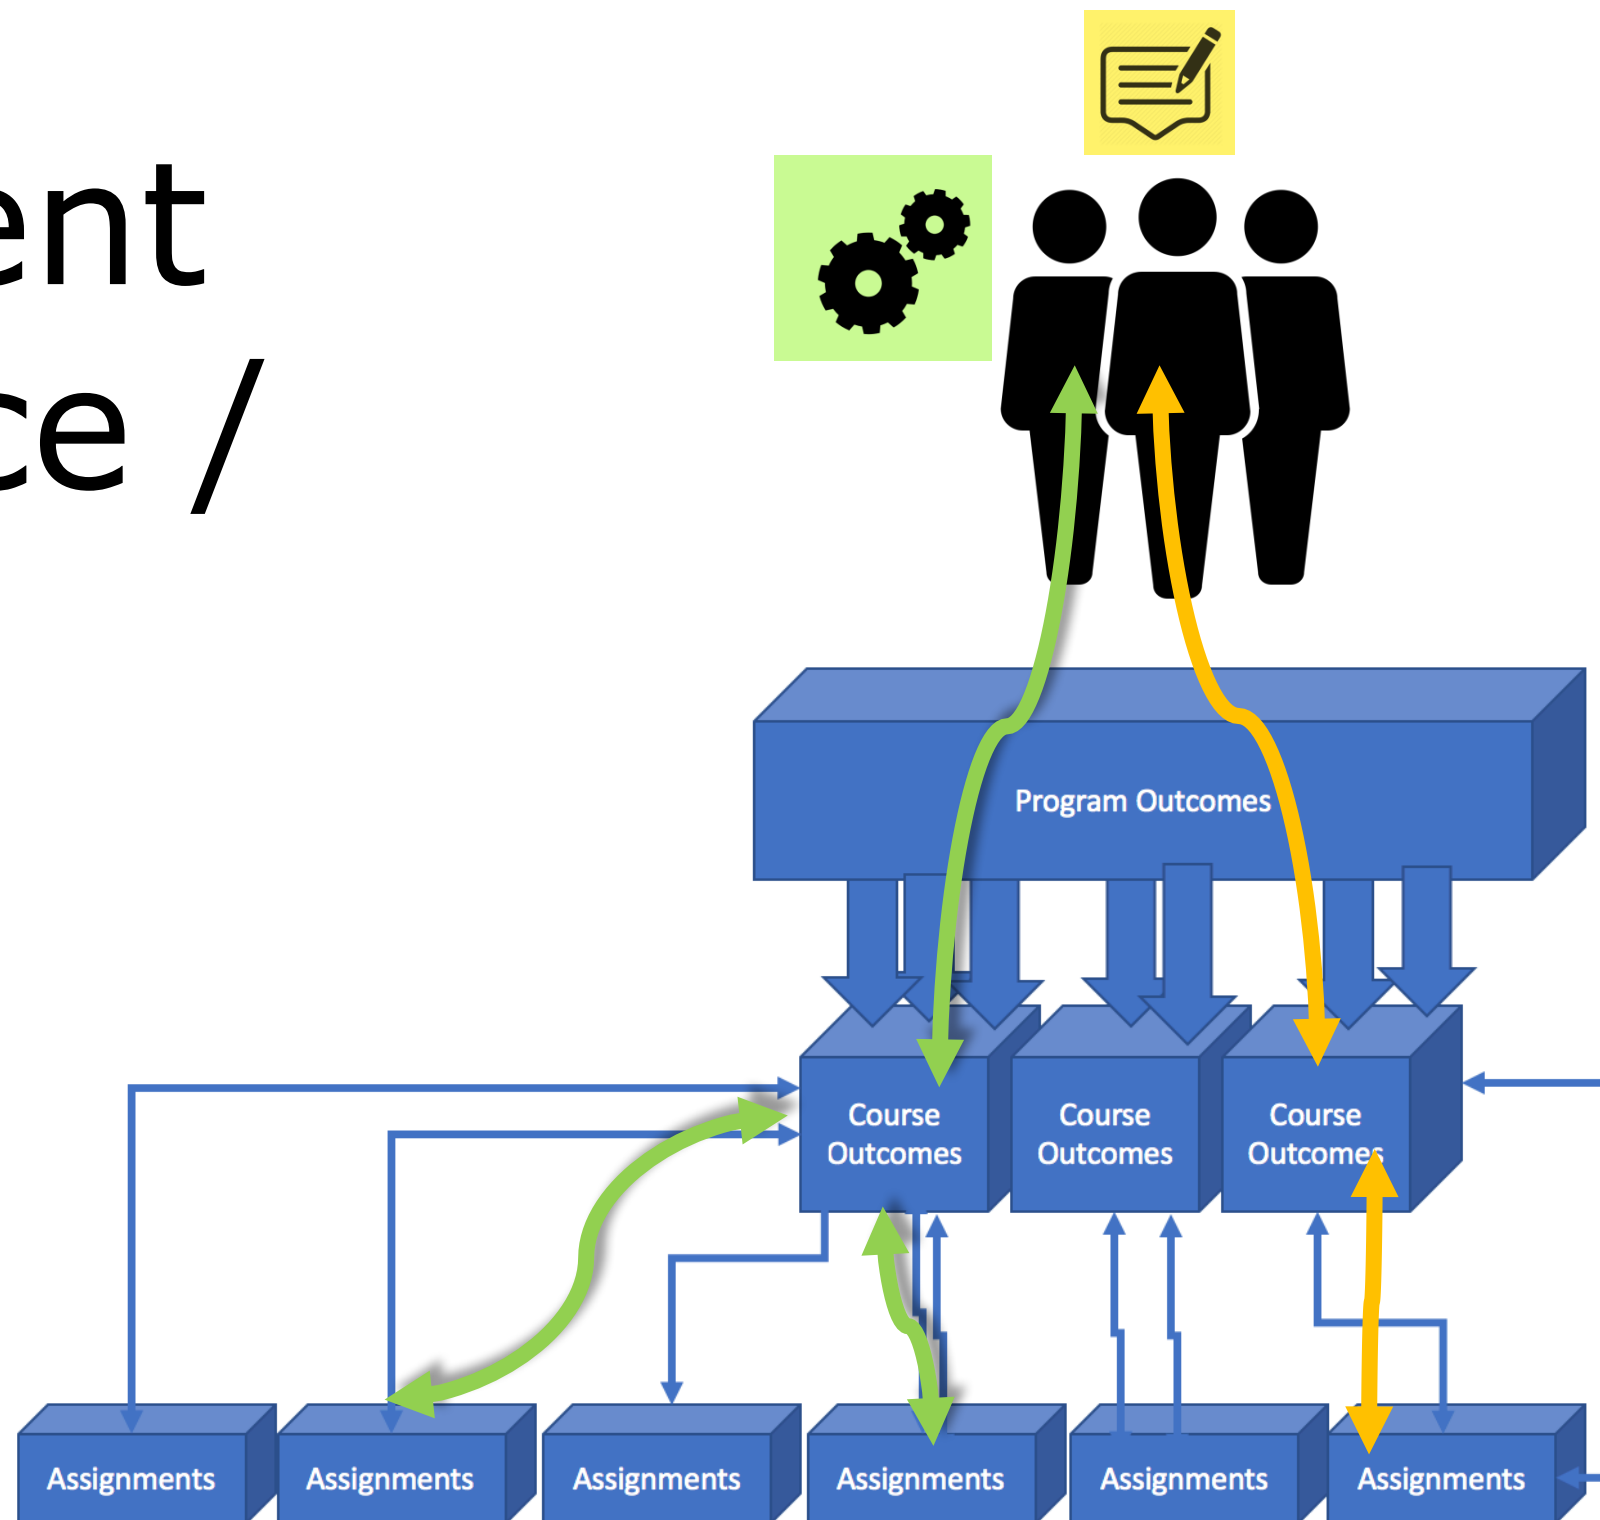 ent
ce /
Program Outcomes
Course
Outcomes
Course
Outcomes
Course
Outcomes
Assignments
Assignments
Assignments
Assignments
Assignments
Assignments